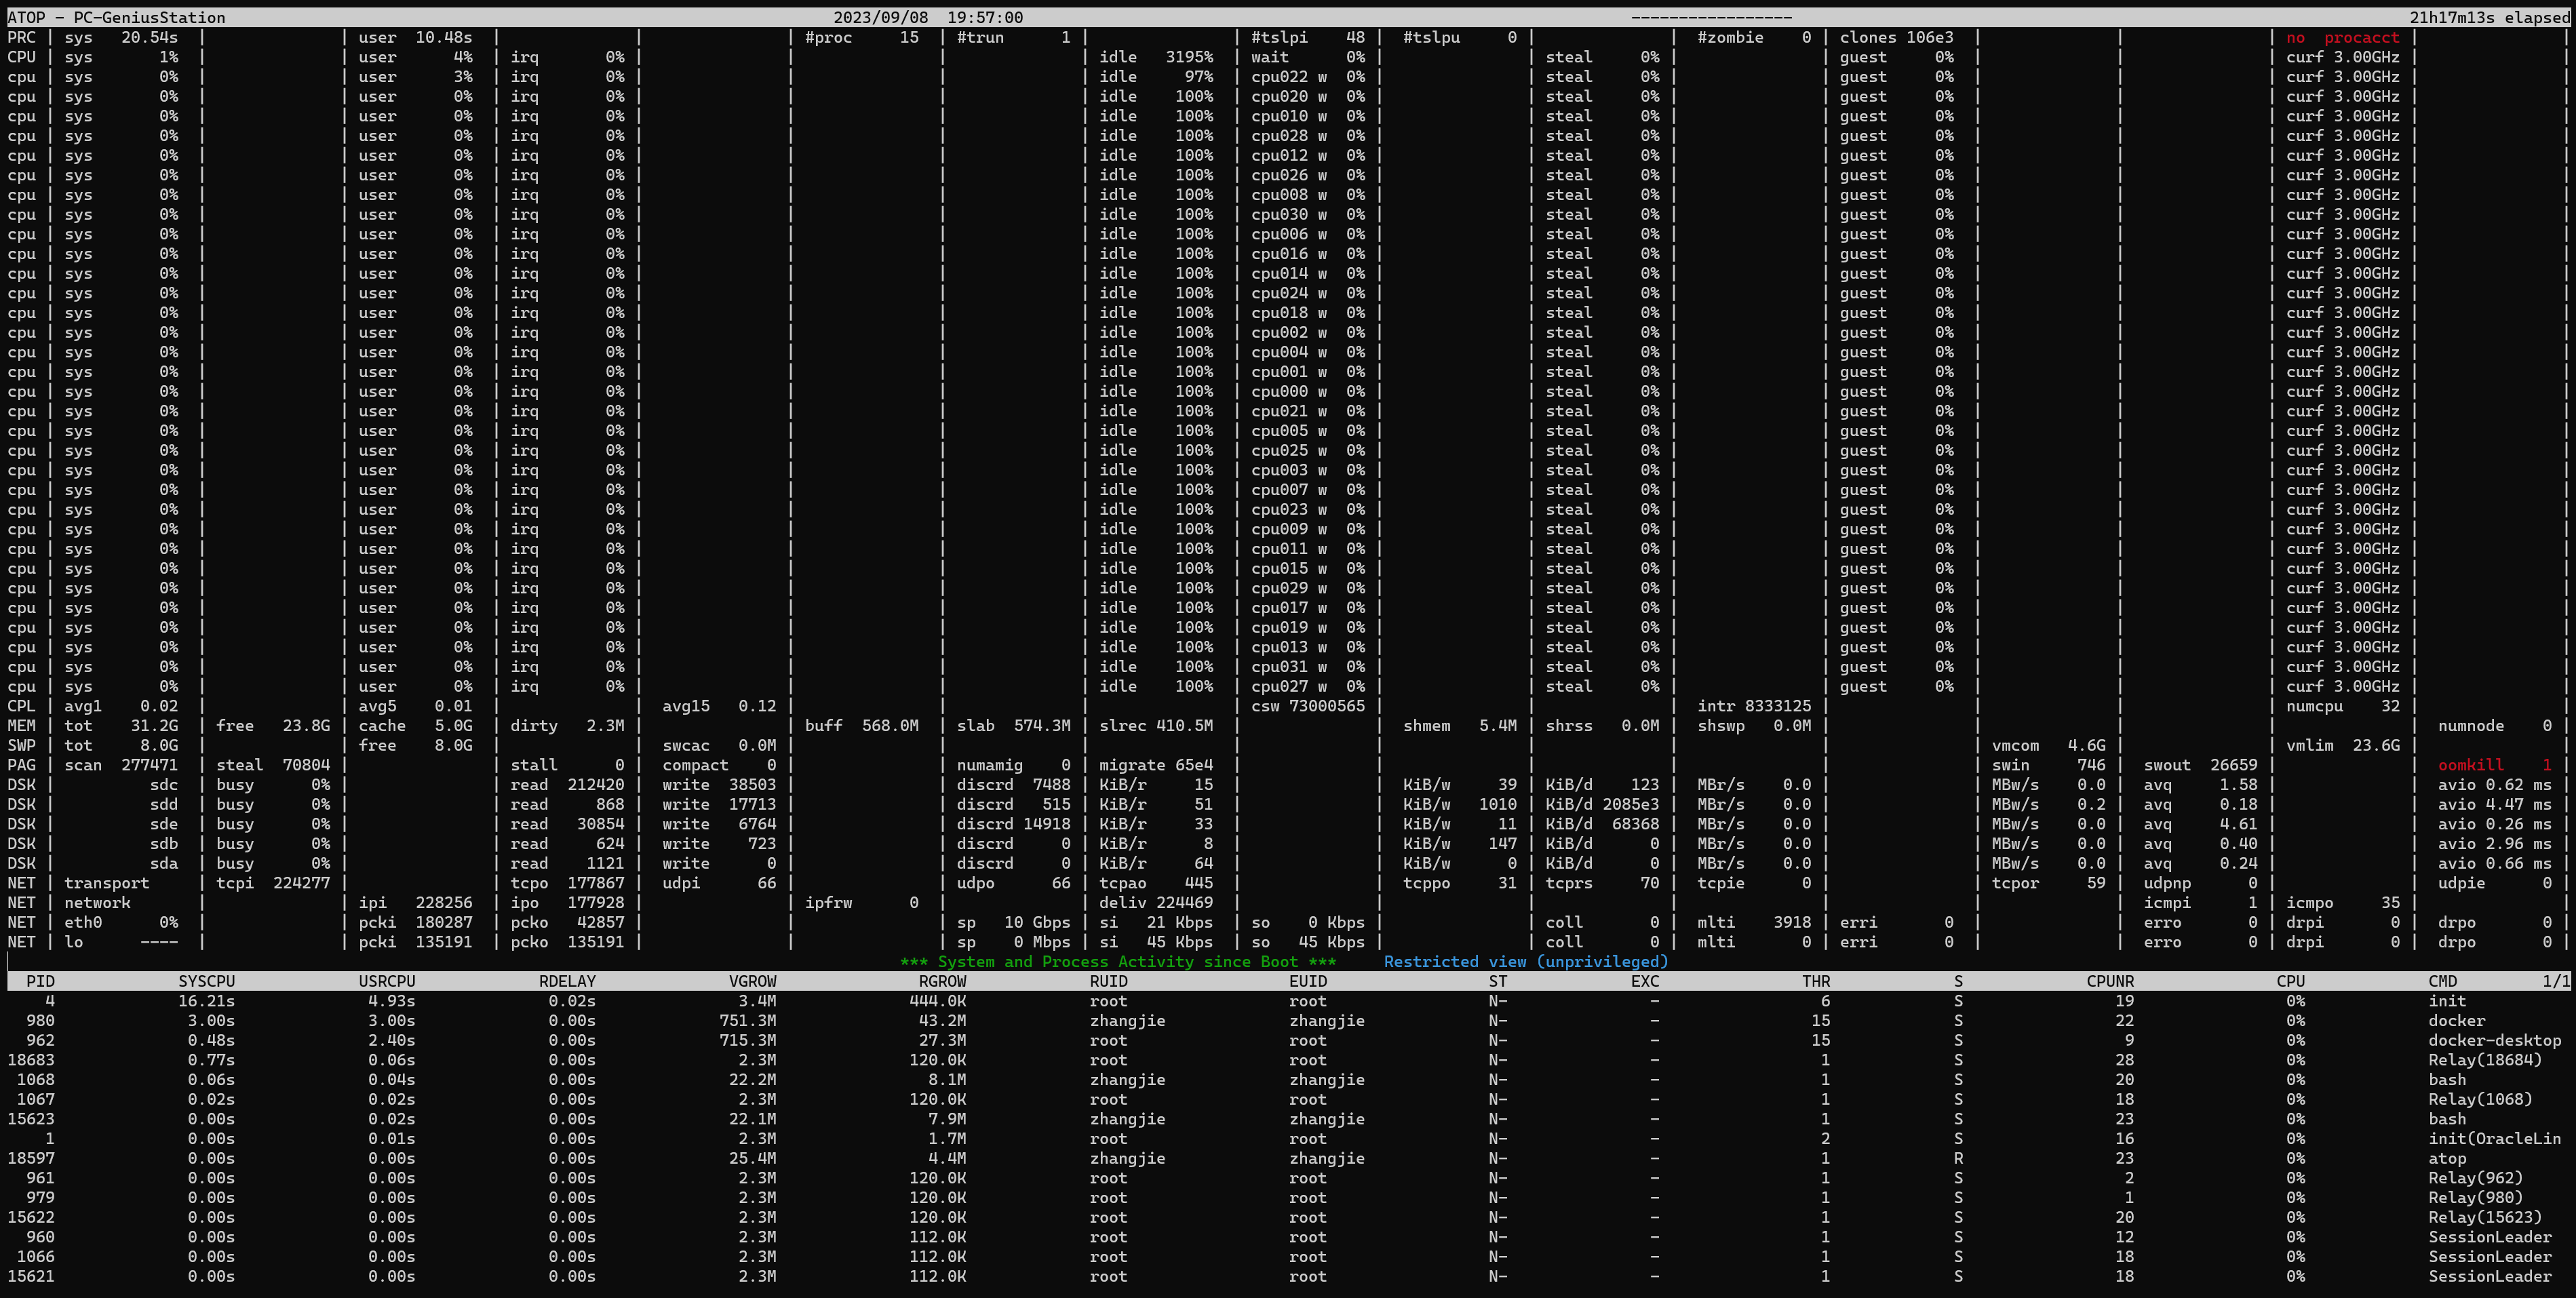 ATOP - PC-GeniusStation 2023/09/08 19:57:00 ----------------- 21h17m13s elapsed
PRC | sys 20.54s | | user 10.48s | | | #proc 15 | #trun 1 | | #tslpi 48 | #tslpu 0 | | #zombie 0 | clones 106e3 | | | no procacct | |
CPU | sys 1% | | user 4% | irq 0% | | | | idle 3195% | wait 0% | | steal 0% | | guest 0% | | | curf 3.00GHz | |
cpu | sys 0% | | user 3% | irq 0% | | | | idle 97% | cpu022 w 0% | | steal 0% | | guest 0% | | | curf 3.00GHz | |
cpu | sys 0% | | user 0% | irq 0% | | | | idle 100% | cpu020 w 0% | | steal 0% | | guest 0% | | | curf 3.00GHz | |
cpu | sys 0% | | user 0% | irq 0% | | | | idle 100% | cpu010 w 0% | | steal 0% | | guest 0% | | | curf 3.00GHz | |
cpu | sys 0% | | user 0% | irq 0% | | | | idle 100% | cpu028 w 0% | | steal 0% | | guest 0% | | | curf 3.00GHz | |
cpu | sys 0% | | user 0% | irq 0% | | | | idle 100% | cpu012 w 0% | | steal 0% | | guest 0% | | | curf 3.00GHz | |
cpu | sys 0% | | user 0% | irq 0% | | | | idle 100% | cpu026 w 0% | | steal 0% | | guest 0% | | | curf 3.00GHz | |
cpu | sys 0% | | user 0% | irq 0% | | | | idle 100% | cpu008 w 0% | | steal 0% | | guest 0% | | | curf 3.00GHz | |
cpu | sys 0% | | user 0% | irq 0% | | | | idle 100% | cpu030 w 0% | | steal 0% | | guest 0% | | | curf 3.00GHz | |
cpu | sys 0% | | user 0% | irq 0% | | | | idle 100% | cpu006 w 0% | | steal 0% | | guest 0% | | | curf 3.00GHz | |
cpu | sys 0% | | user 0% | irq 0% | | | | idle 100% | cpu016 w 0% | | steal 0% | | guest 0% | | | curf 3.00GHz | |
cpu | sys 0% | | user 0% | irq 0% | | | | idle 100% | cpu014 w 0% | | steal 0% | | guest 0% | | | curf 3.00GHz | |
cpu | sys 0% | | user 0% | irq 0% | | | | idle 100% | cpu024 w 0% | | steal 0% | | guest 0% | | | curf 3.00GHz | |
cpu | sys 0% | | user 0% | irq 0% | | | | idle 100% | cpu018 w 0% | | steal 0% | | guest 0% | | | curf 3.00GHz | |
cpu | sys 0% | | user 0% | irq 0% | | | | idle 100% | cpu002 w 0% | | steal 0% | | guest 0% | | | curf 3.00GHz | |
cpu | sys 0% | | user 0% | irq 0% | | | | idle 100% | cpu004 w 0% | | steal 0% | | guest 0% | | | curf 3.00GHz | |
cpu | sys 0% | | user 0% | irq 0% | | | | idle 100% | cpu001 w 0% | | steal 0% | | guest 0% | | | curf 3.00GHz | |
cpu | sys 0% | | user 0% | irq 0% | | | | idle 100% | cpu000 w 0% | | steal 0% | | guest 0% | | | curf 3.00GHz | |
cpu | sys 0% | | user 0% | irq 0% | | | | idle 100% | cpu021 w 0% | | steal 0% | | guest 0% | | | curf 3.00GHz | |
cpu | sys 0% | | user 0% | irq 0% | | | | idle 100% | cpu005 w 0% | | steal 0% | | guest 0% | | | curf 3.00GHz | |
cpu | sys 0% | | user 0% | irq 0% | | | | idle 100% | cpu025 w 0% | | steal 0% | | guest 0% | | | curf 3.00GHz | |
cpu | sys 0% | | user 0% | irq 0% | | | | idle 100% | cpu003 w 0% | | steal 0% | | guest 0% | | | curf 3.00GHz | |
cpu | sys 0% | | user 0% | irq 0% | | | | idle 100% | cpu007 w 0% | | steal 0% | | guest 0% | | | curf 3.00GHz | |
cpu | sys 0% | | user 0% | irq 0% | | | | idle 100% | cpu023 w 0% | | steal 0% | | guest 0% | | | curf 3.00GHz | |
cpu | sys 0% | | user 0% | irq 0% | | | | idle 100% | cpu009 w 0% | | steal 0% | | guest 0% | | | curf 3.00GHz | |
cpu | sys 0% | | user 0% | irq 0% | | | | idle 100% | cpu011 w 0% | | steal 0% | | guest 0% | | | curf 3.00GHz | |
cpu | sys 0% | | user 0% | irq 0% | | | | idle 100% | cpu015 w 0% | | steal 0% | | guest 0% | | | curf 3.00GHz | |
cpu | sys 0% | | user 0% | irq 0% | | | | idle 100% | cpu029 w 0% | | steal 0% | | guest 0% | | | curf 3.00GHz | |
cpu | sys 0% | | user 0% | irq 0% | | | | idle 100% | cpu017 w 0% | | steal 0% | | guest 0% | | | curf 3.00GHz | |
cpu | sys 0% | | user 0% | irq 0% | | | | idle 100% | cpu019 w 0% | | steal 0% | | guest 0% | | | curf 3.00GHz | |
cpu | sys 0% | | user 0% | irq 0% | | | | idle 100% | cpu013 w 0% | | steal 0% | | guest 0% | | | curf 3.00GHz | |
cpu | sys 0% | | user 0% | irq 0% | | | | idle 100% | cpu031 w 0% | | steal 0% | | guest 0% | | | curf 3.00GHz | |
cpu | sys 0% | | user 0% | irq 0% | | | | idle 100% | cpu027 w 0% | | steal 0% | | guest 0% | | | curf 3.00GHz | |
CPL | avg1 0.02 | | avg5 0.01 | | avg15 0.12 | | | | csw 73000565 | | | intr 8333125 | | | | numcpu 32 | |
MEM | tot 31.2G | free 23.8G | cache 5.0G | dirty 2.3M | | buff 568.0M | slab 574.3M | slrec 410.5M | | shmem 5.4M | shrss 0.0M | shswp 0.0M | | | | | numnode 0 |
SWP | tot 8.0G | | free 8.0G | | swcac 0.0M | | | | | | | | | vmcom 4.6G | | vmlim 23.6G | |
PAG | scan 277471 | steal 70804 | | stall 0 | compact 0 | | numamig 0 | migrate 65e4 | | | | | | swin 746 | swout 26659 | | oomkill 1 |
DSK | sdc | busy 0% | | read 212420 | write 38503 | | discrd 7488 | KiB/r 15 | | KiB/w 39 | KiB/d 123 | MBr/s 0.0 | | MBw/s 0.0 | avq 1.58 | | avio 0.62 ms |
DSK | sdd | busy 0% | | read 868 | write 17713 | | discrd 515 | KiB/r 51 | | KiB/w 1010 | KiB/d 2085e3 | MBr/s 0.0 | | MBw/s 0.2 | avq 0.18 | | avio 4.47 ms |
DSK | sde | busy 0% | | read 30854 | write 6764 | | discrd 14918 | KiB/r 33 | | KiB/w 11 | KiB/d 68368 | MBr/s 0.0 | | MBw/s 0.0 | avq 4.61 | | avio 0.26 ms |
DSK | sdb | busy 0% | | read 624 | write 723 | | discrd 0 | KiB/r 8 | | KiB/w 147 | KiB/d 0 | MBr/s 0.0 | | MBw/s 0.0 | avq 0.40 | | avio 2.96 ms |
DSK | sda | busy 0% | | read 1121 | write 0 | | discrd 0 | KiB/r 64 | | KiB/w 0 | KiB/d 0 | MBr/s 0.0 | | MBw/s 0.0 | avq 0.24 | | avio 0.66 ms |
NET | transport | tcpi 224277 | | tcpo 177867 | udpi 66 | | udpo 66 | tcpao 445 | | tcppo 31 | tcprs 70 | tcpie 0 | | tcpor 59 | udpnp 0 | | udpie 0 |
NET | network | | ipi 228256 | ipo 177928 | | ipfrw 0 | | deliv 224469 | | | | | | | icmpi 1 | icmpo 35 | |
NET | eth0 0% | | pcki 180287 | pcko 42857 | | | sp 10 Gbps | si 21 Kbps | so 0 Kbps | | coll 0 | mlti 3918 | erri 0 | | erro 0 | drpi 0 | drpo 0 |
NET | lo ---- | | pcki 135191 | pcko 135191 | | | sp 0 Mbps | si 45 Kbps | so 45 Kbps | | coll 0 | mlti 0 | erri 0 | | erro 0 | drpi 0 | drpo 0 |
*** System and Process Activity since Boot *** Restricted view (unprivileged)
PID SYSCPU USRCPU RDELAY VGROW RGROW RUID EUID ST EXC THR S CPUNR CPU CMD 1/1
4 16.21s 4.93s 0.02s 3.4M 444.0K root root N- - 6 S 19 0% init
980 3.00s 3.00s 0.00s 751.3M 43.2M zhangjie zhangjie N- - 15 S 22 0% docker
962 0.48s 2.40s 0.00s 715.3M 27.3M root root N- - 15 S 9 0% docker-desktop
18683 0.77s 0.06s 0.00s 2.3M 120.0K root root N- - 1 S 28 0% Relay(18684)
1068 0.06s 0.04s 0.00s 22.2M 8.1M zhangjie zhangjie N- - 1 S 20 0% bash
1067 0.02s 0.02s 0.00s 2.3M 120.0K root root N- - 1 S 18 0% Relay(1068)
15623 0.00s 0.02s 0.00s 22.1M 7.9M zhangjie zhangjie N- - 1 S 23 0% bash
1 0.00s 0.01s 0.00s 2.3M 1.7M root root N- - 2 S 16 0% init(OracleLin
18597 0.00s 0.00s 0.00s 25.4M 4.4M zhangjie zhangjie N- - 1 R 23 0% atop
961 0.00s 0.00s 0.00s 2.3M 120.0K root root N- - 1 S 2 0% Relay(962)
979 0.00s 0.00s 0.00s 2.3M 120.0K root root N- - 1 S 1 0% Relay(980)
15622 0.00s 0.00s 0.00s 2.3M 120.0K root root N- - 1 S 20 0% Relay(15623)
960 0.00s 0.00s 0.00s 2.3M 112.0K root root N- - 1 S 12 0% SessionLeader
1066 0.00s 0.00s 0.00s 2.3M 112.0K root root N- - 1 S 18 0% SessionLeader
15621 0.00s 0.00s 0.00s 2.3M 112.0K root root N- - 1 S 18 0% SessionLeader